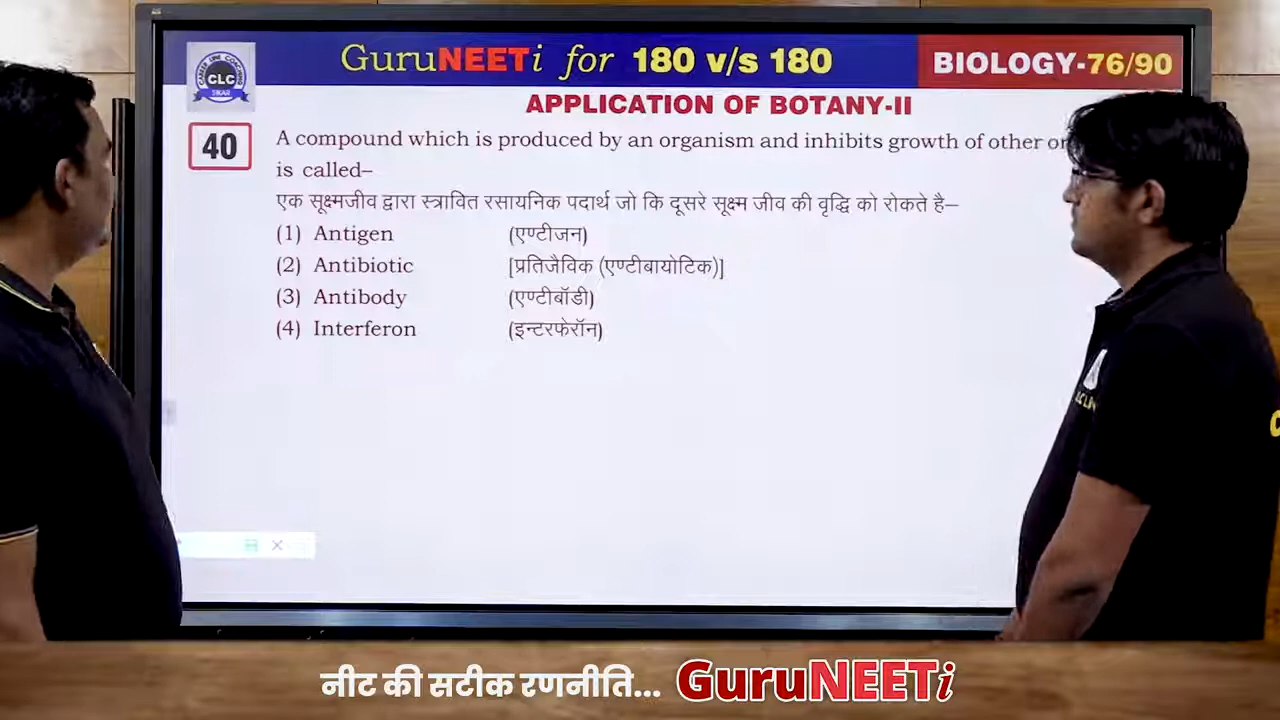 CLC
SIKAR
GuruNEETi for 180 v/s 180
BIOLOGY-76/90
APPLICATION OF BOTANY-II
40
A compound which is produced by an organism and inhibits growth of other
is called–
एक सूक्ष्मजीव द्वारा स्त्रावित रसायनिक पदार्थ जो कि दूसरे सूक्ष्म जीव की वृद्धि को रोकते है–
(1) Antigen (एण्टीजन)
(2) Antibiotic [प्रतिजैविक (एण्टीबायोटिक)]
(3) Antibody (एण्टीबॉडी)
(4) Interferon (इन्टरफेरॉन)
नीट की सटीक रणनीति... GuruNEETi